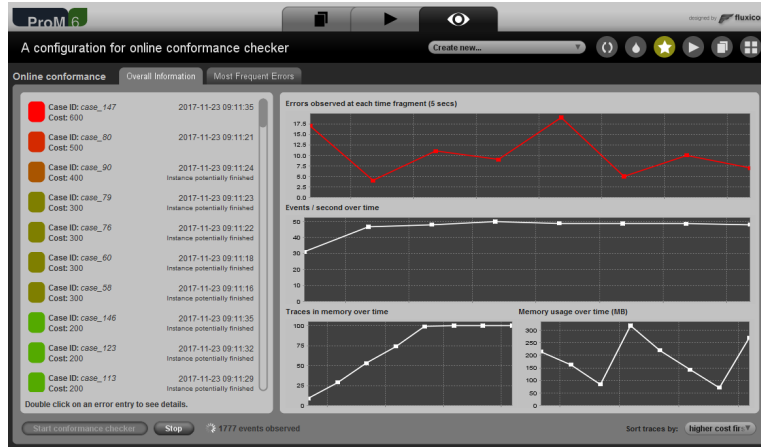 ProM 6
designed by fluxicon
A configuration for online conformance checker
Create new...
Online conformance
Overall Information
Most Frequent Errors
Case ID: case_147
2017-11-23 09:11:35
Cost: 600
Case ID: case_80
2017-11-23 09:11:21
Cost: 500
Case ID: case_90
2017-11-23 09:11:24
Cost: 400
Instance potentially finished
Case ID: case_79
2017-11-23 09:11:23
Cost: 300
Instance potentially finished
Case ID: case_76
2017-11-23 09:11:22
Cost: 300
Instance potentially finished
Case ID: case_60
2017-11-23 09:11:18
Cost: 300
Instance potentially finished
Case ID: case_58
2017-11-23 09:11:16
Cost: 300
Instance potentially finished
Case ID: case_146
2017-11-23 09:11:35
Cost: 200
Instance potentially finished
Case ID: case_123
2017-11-23 09:11:32
Cost: 200
Instance potentially finished
Case ID: case_113
2017-11-23 09:11:29
Cost: 200
Instance potentially finished
Double click on an error entry to see details.
Errors observed at each time fragment (5 secs)
17.5
15.0
12.5
10.0
7.5
5.0
2.5
0.0
Events / second over time
50
40
30
20
10
0
Traces in memory over time
100
75
50
25
0
Memory usage over time (MB)
300
250
200
150
100
50
0
Start conformance checker
Stop
1777 events observed
Sort traces by:
higher cost fir